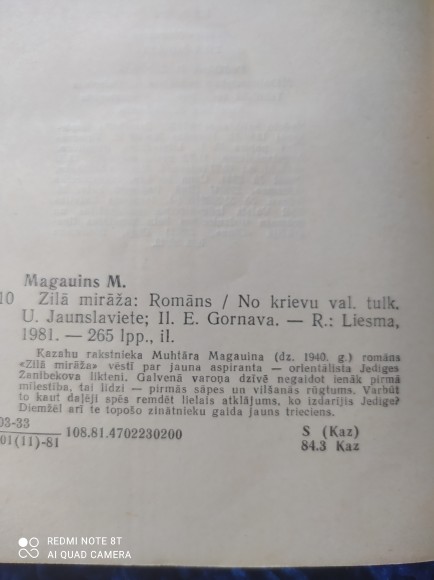 Magauins M.
10 Zilā mirāža: Romāns / No krievu val. tulk.
U. Jaunslaviete; Il. E. Gornava. — R.: Liesma,
1981. — 265 lpp., il.
Kazahu rakstnieka Muhtāra Magauina (dz. 1940. g.) romāns
«Zilā mirāža» vēstī par jauna aspiranta — orientālista Jediges
Žanibekova likteni. Galvenā varoņa dzīvē negaidot ienāk pirmā
mīlestība, tai līdzi — pirmās sāpes un vilšanās rūgtums. Varbūt
to kaut daļēji spēs remdēt lielais atklājums, ko izdarījis Jedige?
Diemžēl arī te topošo zinātnieku gaida jauns trieciens.
03-33
01(11)-81
108.81.4702230200
S (Kaz)
84.3 Kaz
REDMI NOTE 8T
AI QUAD CAMERA